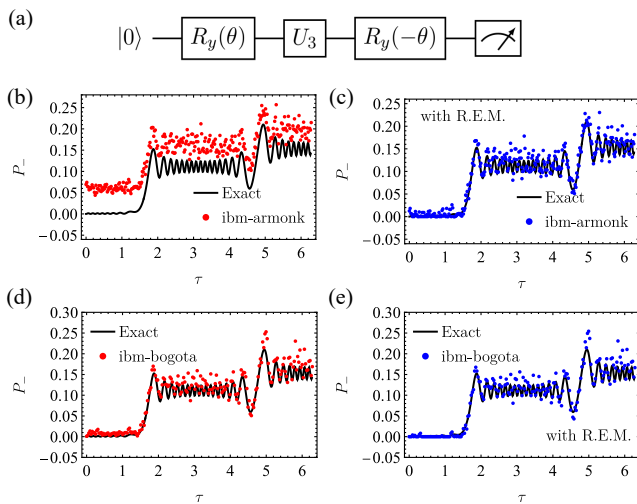 (a)
|0⟩ R_y(θ) U_3 R_y(−θ)
(b)
0.25
0.20
0.15
0.10
0.05
0.00
−0.05
P_−
Exact
ibm-armonk
0 1 2 3 4 5 6
τ
(c)
with R.E.M.
0.25
0.20
0.15
0.10
0.05
0.00
−0.05
P_−
Exact
ibm-armonk
0 1 2 3 4 5 6
τ
(d)
0.30
0.25
0.20
0.15
0.10
0.05
0.00
−0.05
P_−
Exact
ibm-bogota
0 1 2 3 4 5 6
τ
(e)
0.30
0.25
0.20
0.15
0.10
0.05
0.00
−0.05
P_−
Exact
ibm-bogota
with R.E.M.
0 1 2 3 4 5 6
τ